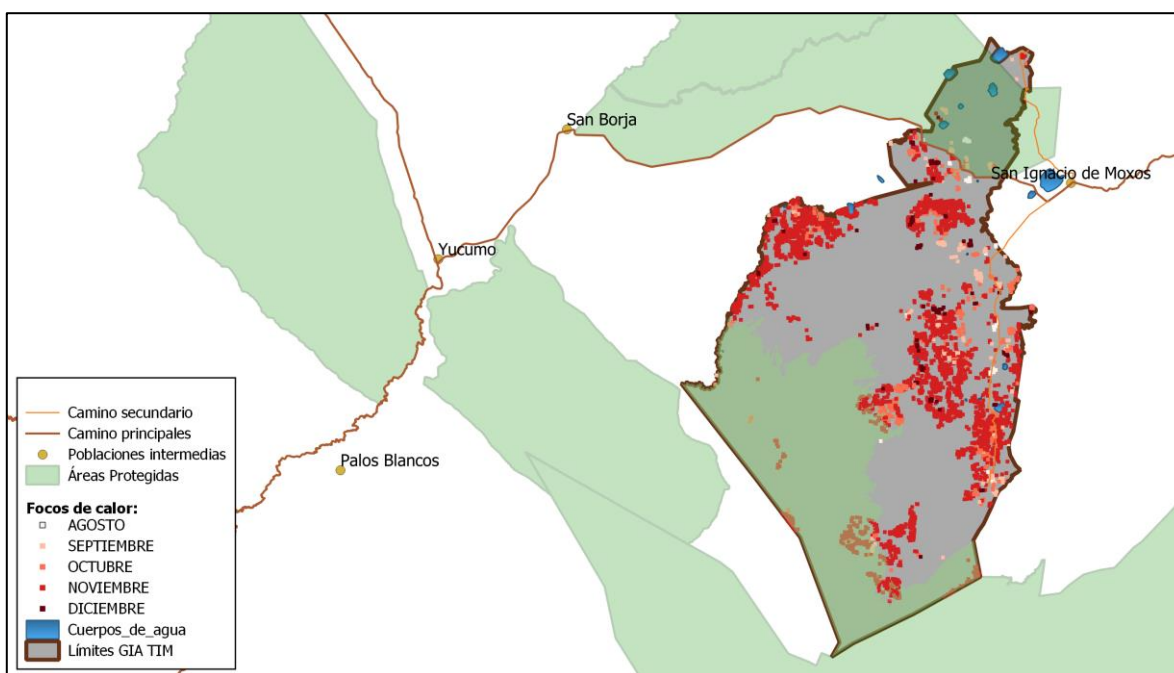 San Borja
San Ignacio de Moxos
Yucumo
Palos Blancos
Camino secundario
Camino principales
Poblaciones intermedias
Áreas Protegidas
Focos de calor:
AGOSTO
SEPTIEMBRE
OCTUBRE
NOVIEMBRE
DICIEMBRE
Cuerpos_de_agua
Límites GIA TIM